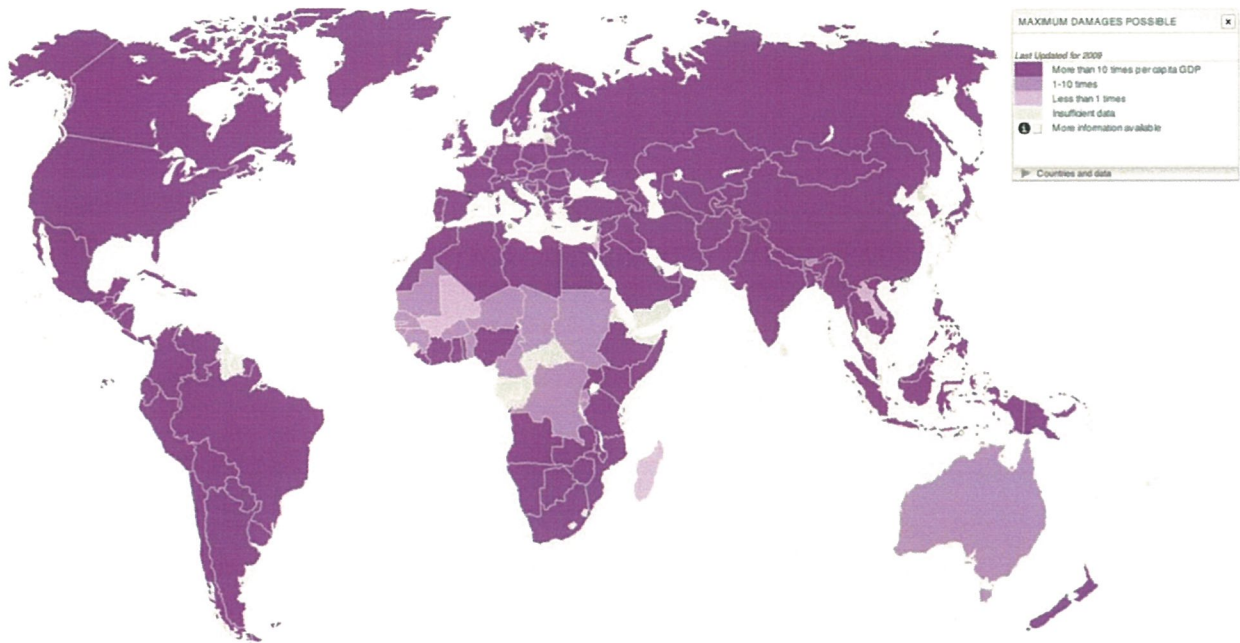 MAXIMUM DAMAGES POSSIBLE
x
Last Updated for 2009
More than 10 times per capita GDP
1-10 times
Less than 1 times
Insufficient data
i
More information available
Countries and data